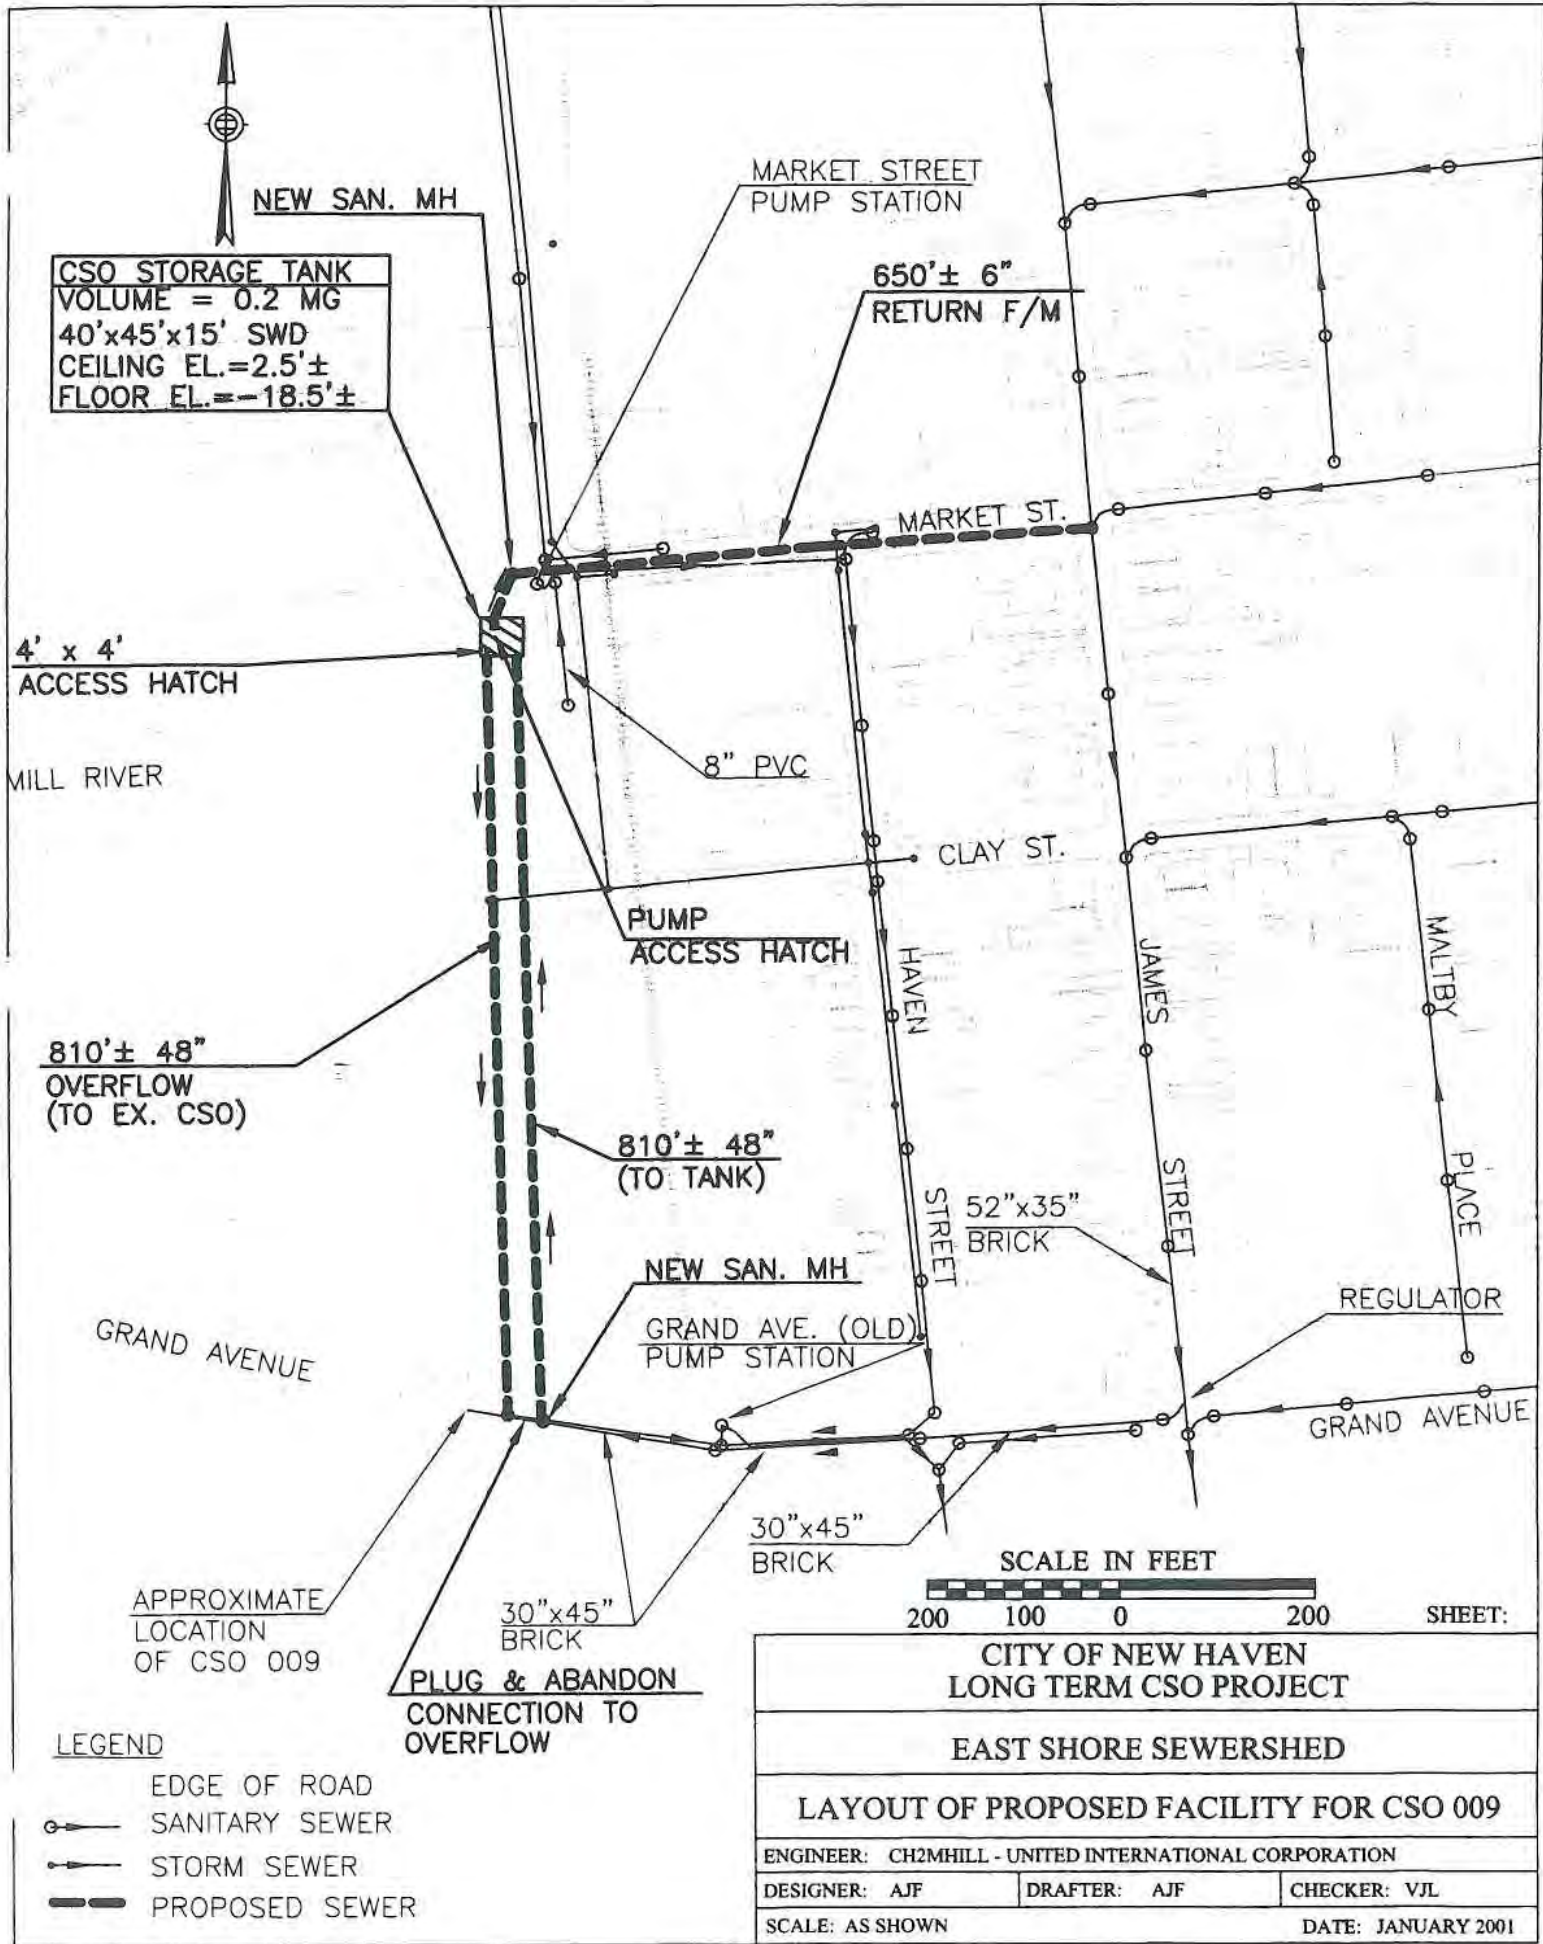 MARKET STREET
PUMP STATION
NEW SAN. MH
CSO STORAGE TANK
VOLUME = 0.2 MG
40'x45'x15' SWD
CEILING EL.=2.5'±
FLOOR EL.=-18.5'±
650'± 6"
RETURN F/M
MARKET ST.
4' x 4'
ACCESS HATCH
MILL RIVER
8" PVC
CLAY ST.
PUMP
ACCESS HATCH
HAVEN
STREET
JAMES
STREET
MALTBY
PLACE
810'± 48"
OVERFLOW
(TO EX. CSO)
810'± 48"
(TO TANK)
52"x35"
BRICK
NEW SAN. MH
REGULATOR
GRAND AVENUE
GRAND AVE. (OLD)
PUMP STATION
GRAND AVENUE
30"x45"
BRICK
APPROXIMATE
LOCATION
OF CSO 009
30"x45"
BRICK
PLUG & ABANDON
CONNECTION TO
OVERFLOW
SCALE IN FEET
200 100 0 200
SHEET:
LEGEND
EDGE OF ROAD
SANITARY SEWER
STORM SEWER
PROPOSED SEWER
CITY OF NEW HAVEN
LONG TERM CSO PROJECT
EAST SHORE SEWERSHED
LAYOUT OF PROPOSED FACILITY FOR CSO 009
ENGINEER: CH2MHILL - UNITED INTERNATIONAL CORPORATION
DESIGNER: AJF DRAFTER: AJF CHECKER: VJL
SCALE: AS SHOWN DATE: JANUARY 2001